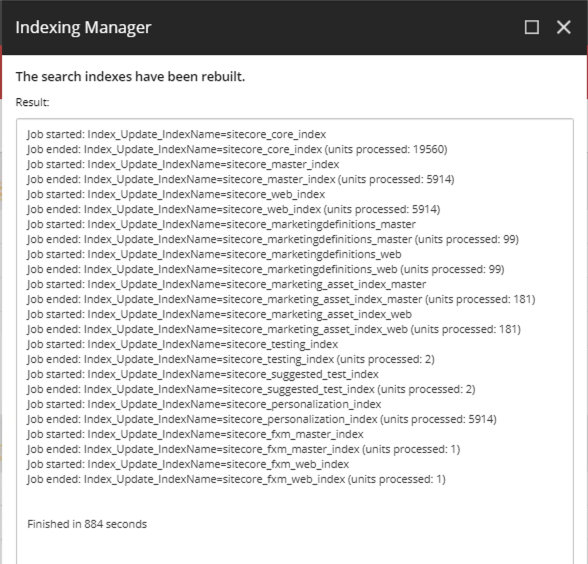 Indexing Manager
The search indexes have been rebuilt.
Result:
Job started: Index_Update_IndexName=sitecore_core_index
Job ended: Index_Update_IndexName=sitecore_core_index (units processed: 19560)
Job started: Index_Update_IndexName=sitecore_master_index
Job ended: Index_Update_IndexName=sitecore_master_index (units processed: 5914)
Job started: Index_Update_IndexName=sitecore_web_index
Job ended: Index_Update_IndexName=sitecore_web_index (units processed: 5914)
Job started: Index_Update_IndexName=sitecore_marketingdefinitions_master
Job ended: Index_Update_IndexName=sitecore_marketingdefinitions_master (units processed: 99)
Job started: Index_Update_IndexName=sitecore_marketingdefinitions_web
Job ended: Index_Update_IndexName=sitecore_marketingdefinitions_web (units processed: 99)
Job started: Index_Update_IndexName=sitecore_marketing_asset_index_master
Job ended: Index_Update_IndexName=sitecore_marketing_asset_index_master (units processed: 181)
Job started: Index_Update_IndexName=sitecore_marketing_asset_index_web
Job ended: Index_Update_IndexName=sitecore_marketing_asset_index_web (units processed: 181)
Job started: Index_Update_IndexName=sitecore_testing_index
Job ended: Index_Update_IndexName=sitecore_testing_index (units processed: 2)
Job started: Index_Update_IndexName=sitecore_suggested_test_index
Job ended: Index_Update_IndexName=sitecore_suggested_test_index (units processed: 2)
Job started: Index_Update_IndexName=sitecore_personalization_index
Job ended: Index_Update_IndexName=sitecore_personalization_index (units processed: 5914)
Job started: Index_Update_IndexName=sitecore_fxm_master_index
Job ended: Index_Update_IndexName=sitecore_fxm_master_index (units processed: 1)
Job started: Index_Update_IndexName=sitecore_fxm_web_index
Job ended: Index_Update_IndexName=sitecore_fxm_web_index (units processed: 1)
Finished in 884 seconds